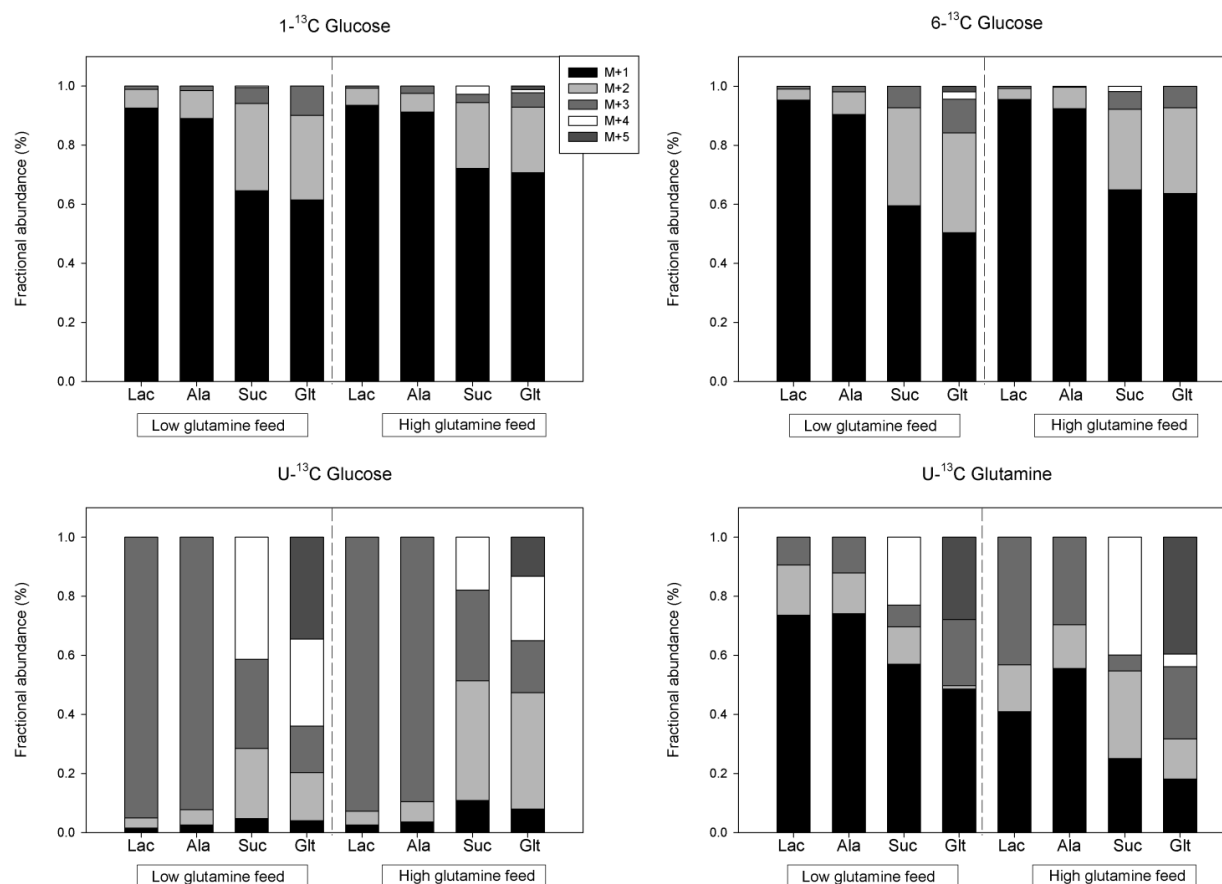 1-¹³C Glucose
Fractional abundance (%)
1.0
0.8
0.6
0.4
0.2
0.0
M+1
M+2
M+3
M+4
M+5
Lac Ala Suc Glt Lac Ala Suc Glt
Low glutamine feed High glutamine feed
6-¹³C Glucose
Fractional abundance (%)
1.0
0.8
0.6
0.4
0.2
0.0
Lac Ala Suc Glt Lac Ala Suc Glt
Low glutamine feed High glutamine feed
U-¹³C Glucose
Fractional abundance (%)
1.0
0.8
0.6
0.4
0.2
0.0
Lac Ala Suc Glt Lac Ala Suc Glt
Low glutamine feed High glutamine feed
U-¹³C Glutamine
Fractional abundance (%)
1.0
0.8
0.6
0.4
0.2
0.0
Lac Ala Suc Glt Lac Ala Suc Glt
Low glutamine feed High glutamine feed